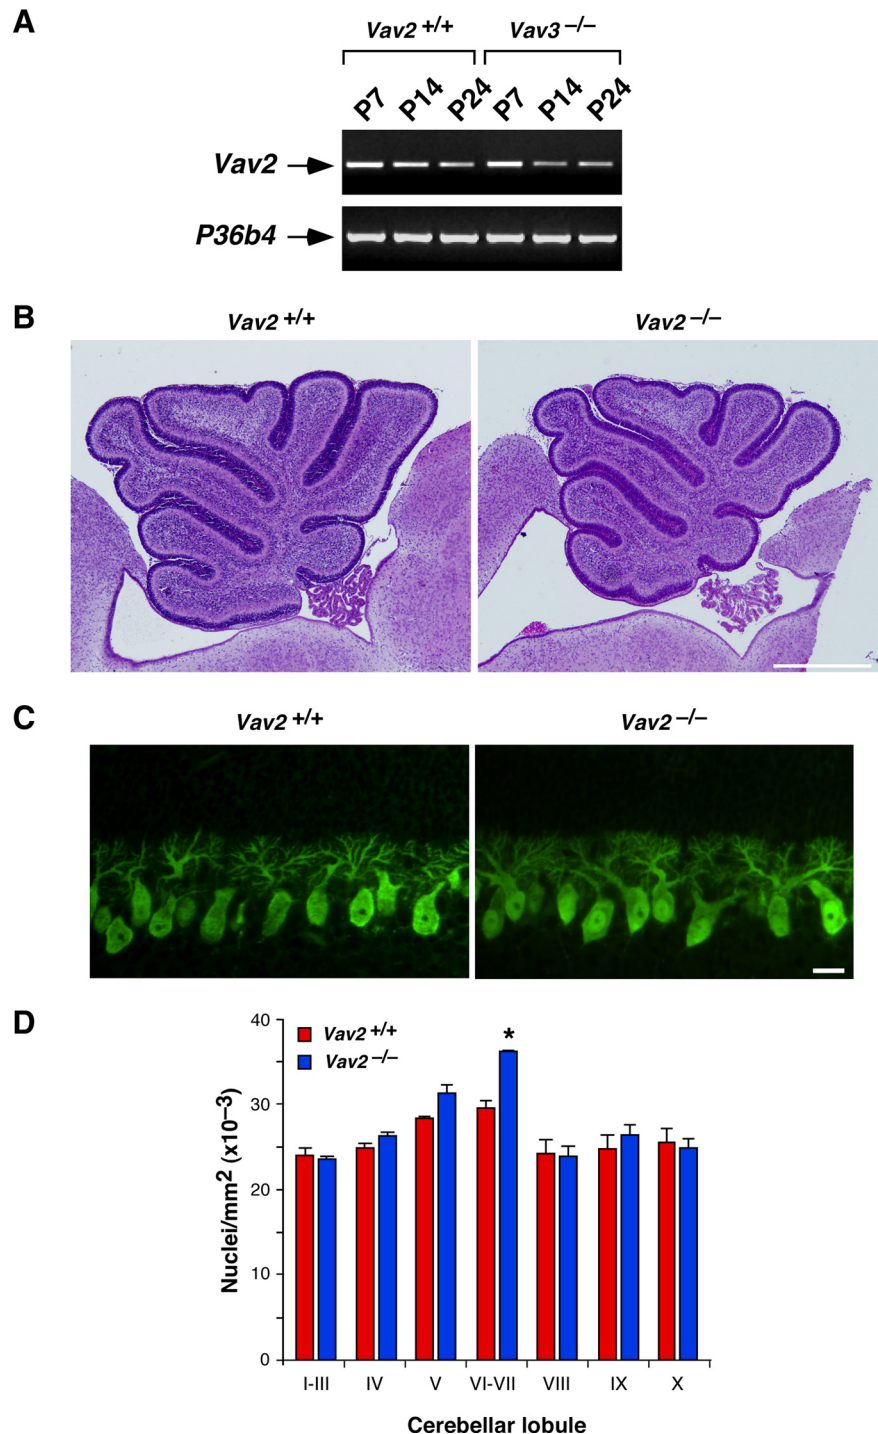 A
Vav2 +/+ Vav3 –/–
P7 P14 P24 P7 P14 P24
Vav2
P36b4
B
Vav2 +/+ Vav2 –/–
C
Vav2 +/+ Vav2 –/–
D
40
30
20
10
0
Vav2 +/+
Vav2 –/–
*
Nuclei/mm2 (x10–3)
I-III IV V VI-VII VIII IX X
Cerebellar lobule